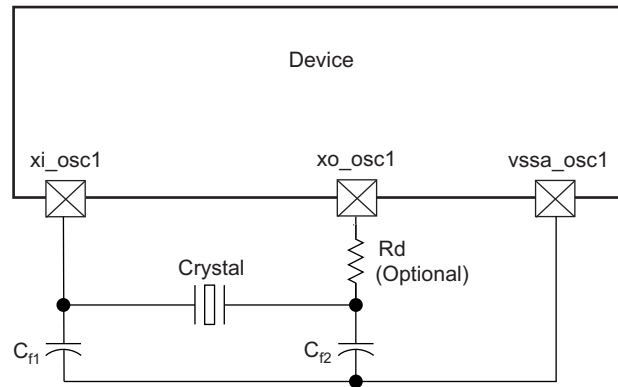 Device
xi_osc1
xo_osc1
vssa_osc1
Rd
(Optional)
Crystal
Cf1
Cf2